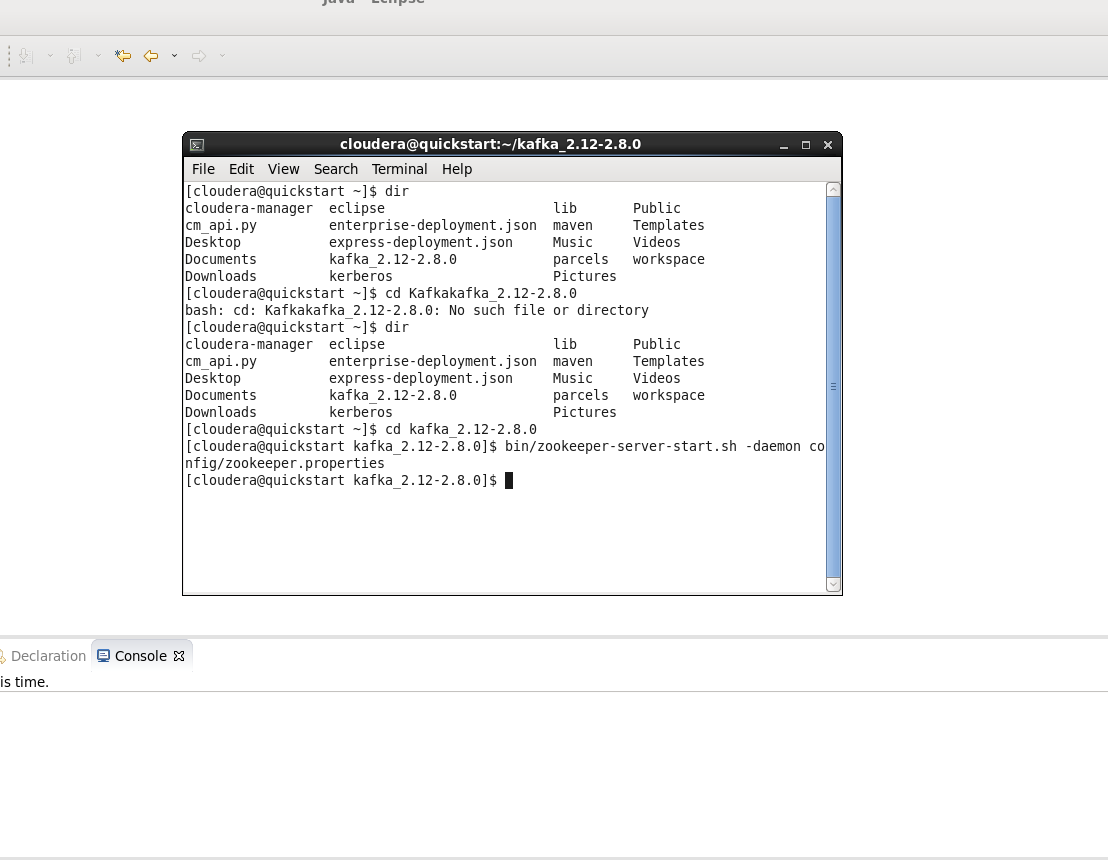 Java - Eclipse
cloudera@quickstart:~/kafka_2.12-2.8.0
File Edit View Search Terminal Help
[cloudera@quickstart ~]$ dir
cloudera-manager  eclipse                     lib       Public
cm_api.py         enterprise-deployment.json  maven     Templates
Desktop           express-deployment.json     Music     Videos
Documents         kafka_2.12-2.8.0            parcels   workspace
Downloads         kerberos                    Pictures
[cloudera@quickstart ~]$ cd Kafkakafka_2.12-2.8.0
bash: cd: Kafkakafka_2.12-2.8.0: No such file or directory
[cloudera@quickstart ~]$ dir
cloudera-manager  eclipse                     lib       Public
cm_api.py         enterprise-deployment.json  maven     Templates
Desktop           express-deployment.json     Music     Videos
Documents         kafka_2.12-2.8.0            parcels   workspace
Downloads         kerberos                    Pictures
[cloudera@quickstart ~]$ cd kafka_2.12-2.8.0
[cloudera@quickstart kafka_2.12-2.8.0]$ bin/zookeeper-server-start.sh -daemon co
nfig/zookeeper.properties
[cloudera@quickstart kafka_2.12-2.8.0]$
Declaration Console
is time.